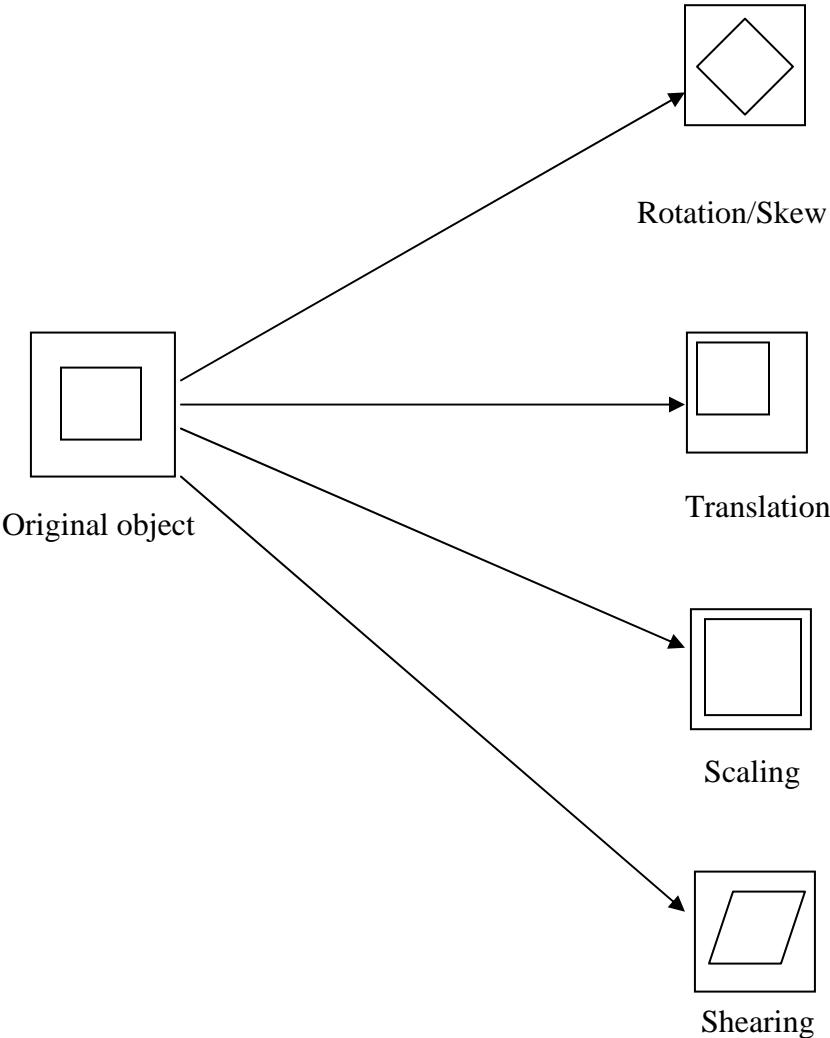 Rotation/Skew
Translation
Original object
Scaling
Shearing